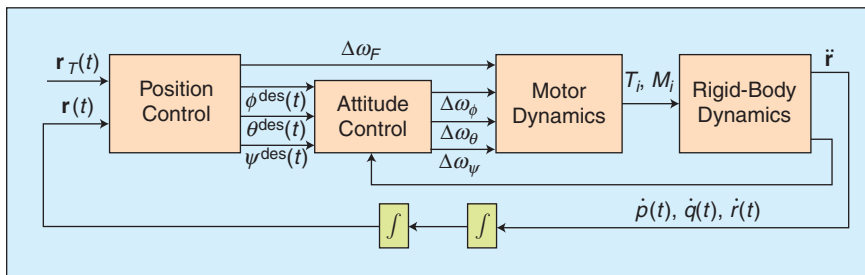 r_T(t)
r(t)
Position
Control
Δω_F
ϕ^des(t)
θ^des(t)
ψ^des(t)
Attitude
Control
Δω_ϕ
Δω_θ
Δω_ψ
Motor
Dynamics
T_i, M_i
Rigid-Body
Dynamics
r̈
ṗ(t), q̇(t), ṙ(t)
∫
∫